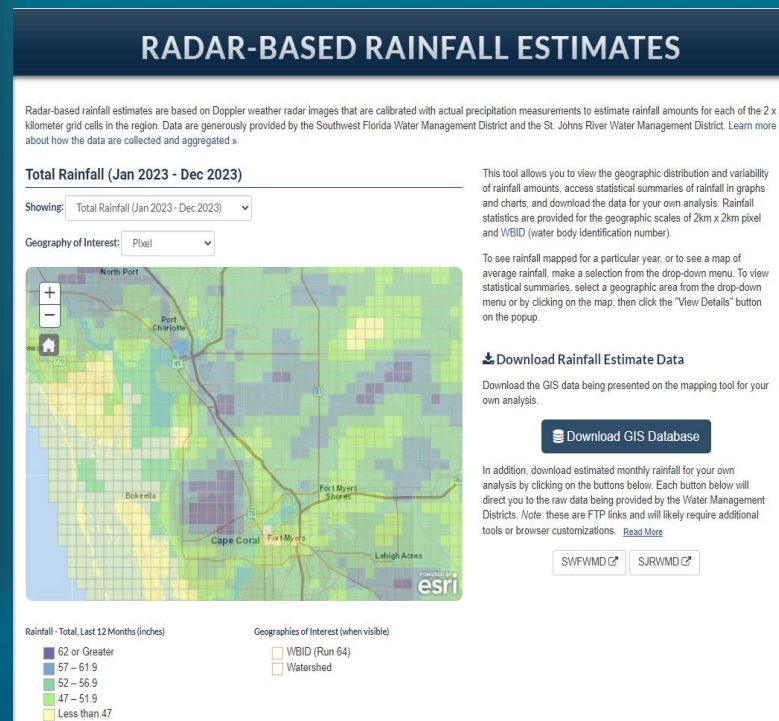 RADAR-BASED RAINFALL ESTIMATES
Radar-based rainfall estimates are based on Doppler weather radar images that are calibrated with actual precipitation measurements to estimate rainfall amounts for each of the 2 x
kilometer grid cells in the region. Data are generously provided by the Southwest Florida Water Management District and the St. Johns River Water Management District. Learn more
about how the data are collected and aggregated »
Total Rainfall (Jan 2023 - Dec 2023)
Showing: Total Rainfall (Jan 2023 - Dec 2023)
Geography of Interest: Pixel
North Port
+
−
Port
Charlotte
41
Bokeelia
Fort Myers
Shores
Cape Coral
Fort Myers
Lehigh Acres
POWERED BY
esri
Rainfall - Total, Last 12 Months (inches)
62 or Greater
57 – 61.9
52 – 56.9
47 – 51.9
Less than 47
Geographies of Interest (when visible)
WBID (Run 64)
Watershed
This tool allows you to view the geographic distribution and variability
of rainfall amounts, access statistical summaries of rainfall in graphs
and charts, and download the data for your own analysis. Rainfall
statistics are provided for the geographic scales of 2km x 2km pixel
and WBID (water body identification number).
To see rainfall mapped for a particular year, or to see a map of
average rainfall, make a selection from the drop-down menu. To view
statistical summaries, select a geographic area from the drop-down
menu or by clicking on the map; then click the "View Details" button
on the popup.
Download Rainfall Estimate Data
Download the GIS data being presented on the mapping tool for your
own analysis.
Download GIS Database
In addition, download estimated monthly rainfall for your own
analysis by clicking on the buttons below. Each button below will
direct you to the raw data being provided by the Water Management
Districts. Note: these are FTP links and will likely require additional
tools or browser customizations. Read More
SWFWMD
SJRWMD